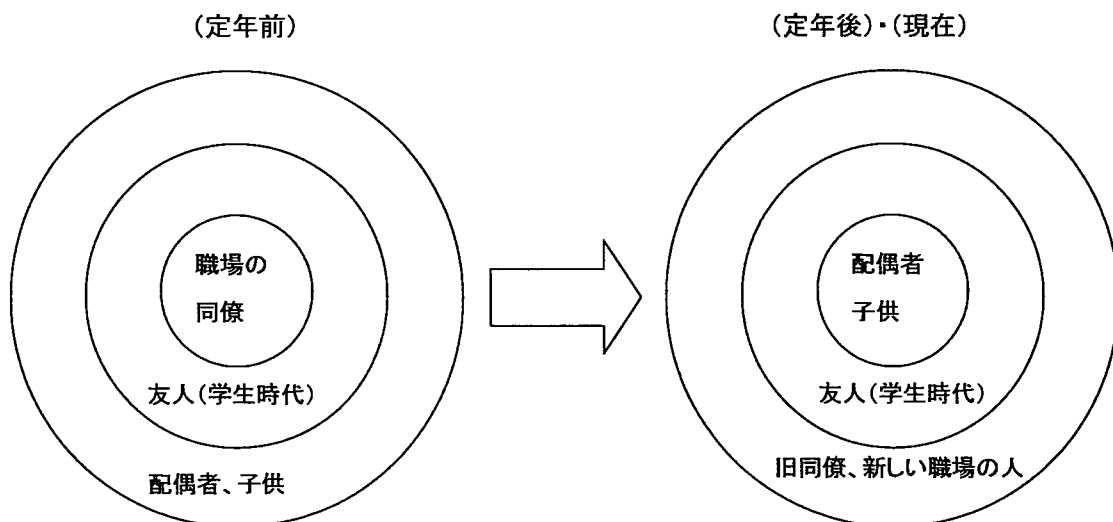 (定年前)
職場の
同僚
友人(学生時代)
配偶者、子供
(定年後)・(現在)
配偶者
子供
友人(学生時代)
旧同僚、新しい職場の人